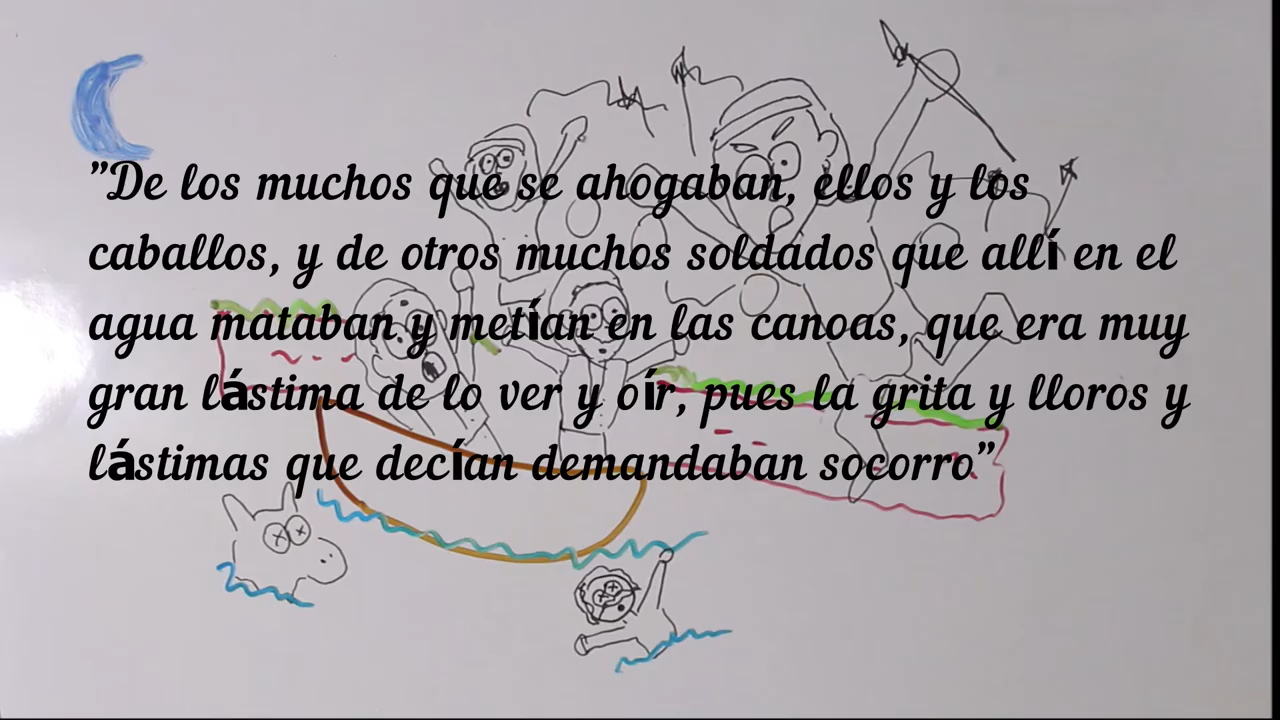 "De los muchos que se ahogaban, ellos y los
caballos, y de otros muchos soldados que allí en el
agua mataban y metían en las canoas, que era muy
gran lástima de lo ver y oír, pues la grita y lloros y
lástimas que decían demandaban socorro"